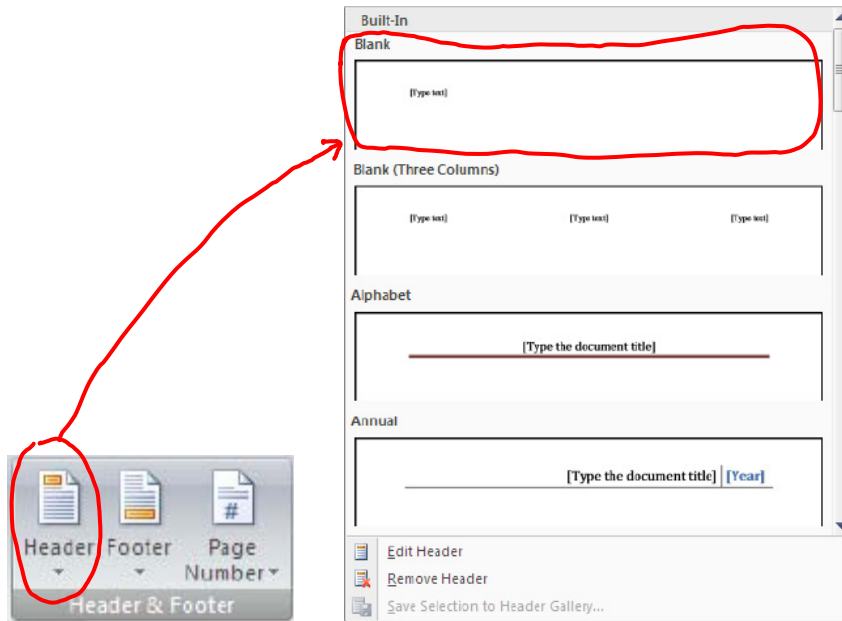 Built-In
Blank
[Type text]
Blank (Three Columns)
[Type text] [Type text] [Type text]
Alphabet
[Type the document title]
Annual
[Type the document title] [Year]
Edit Header
Remove Header
Save Selection to Header Gallery...
#
Header Footer Page
Number
Header & Footer